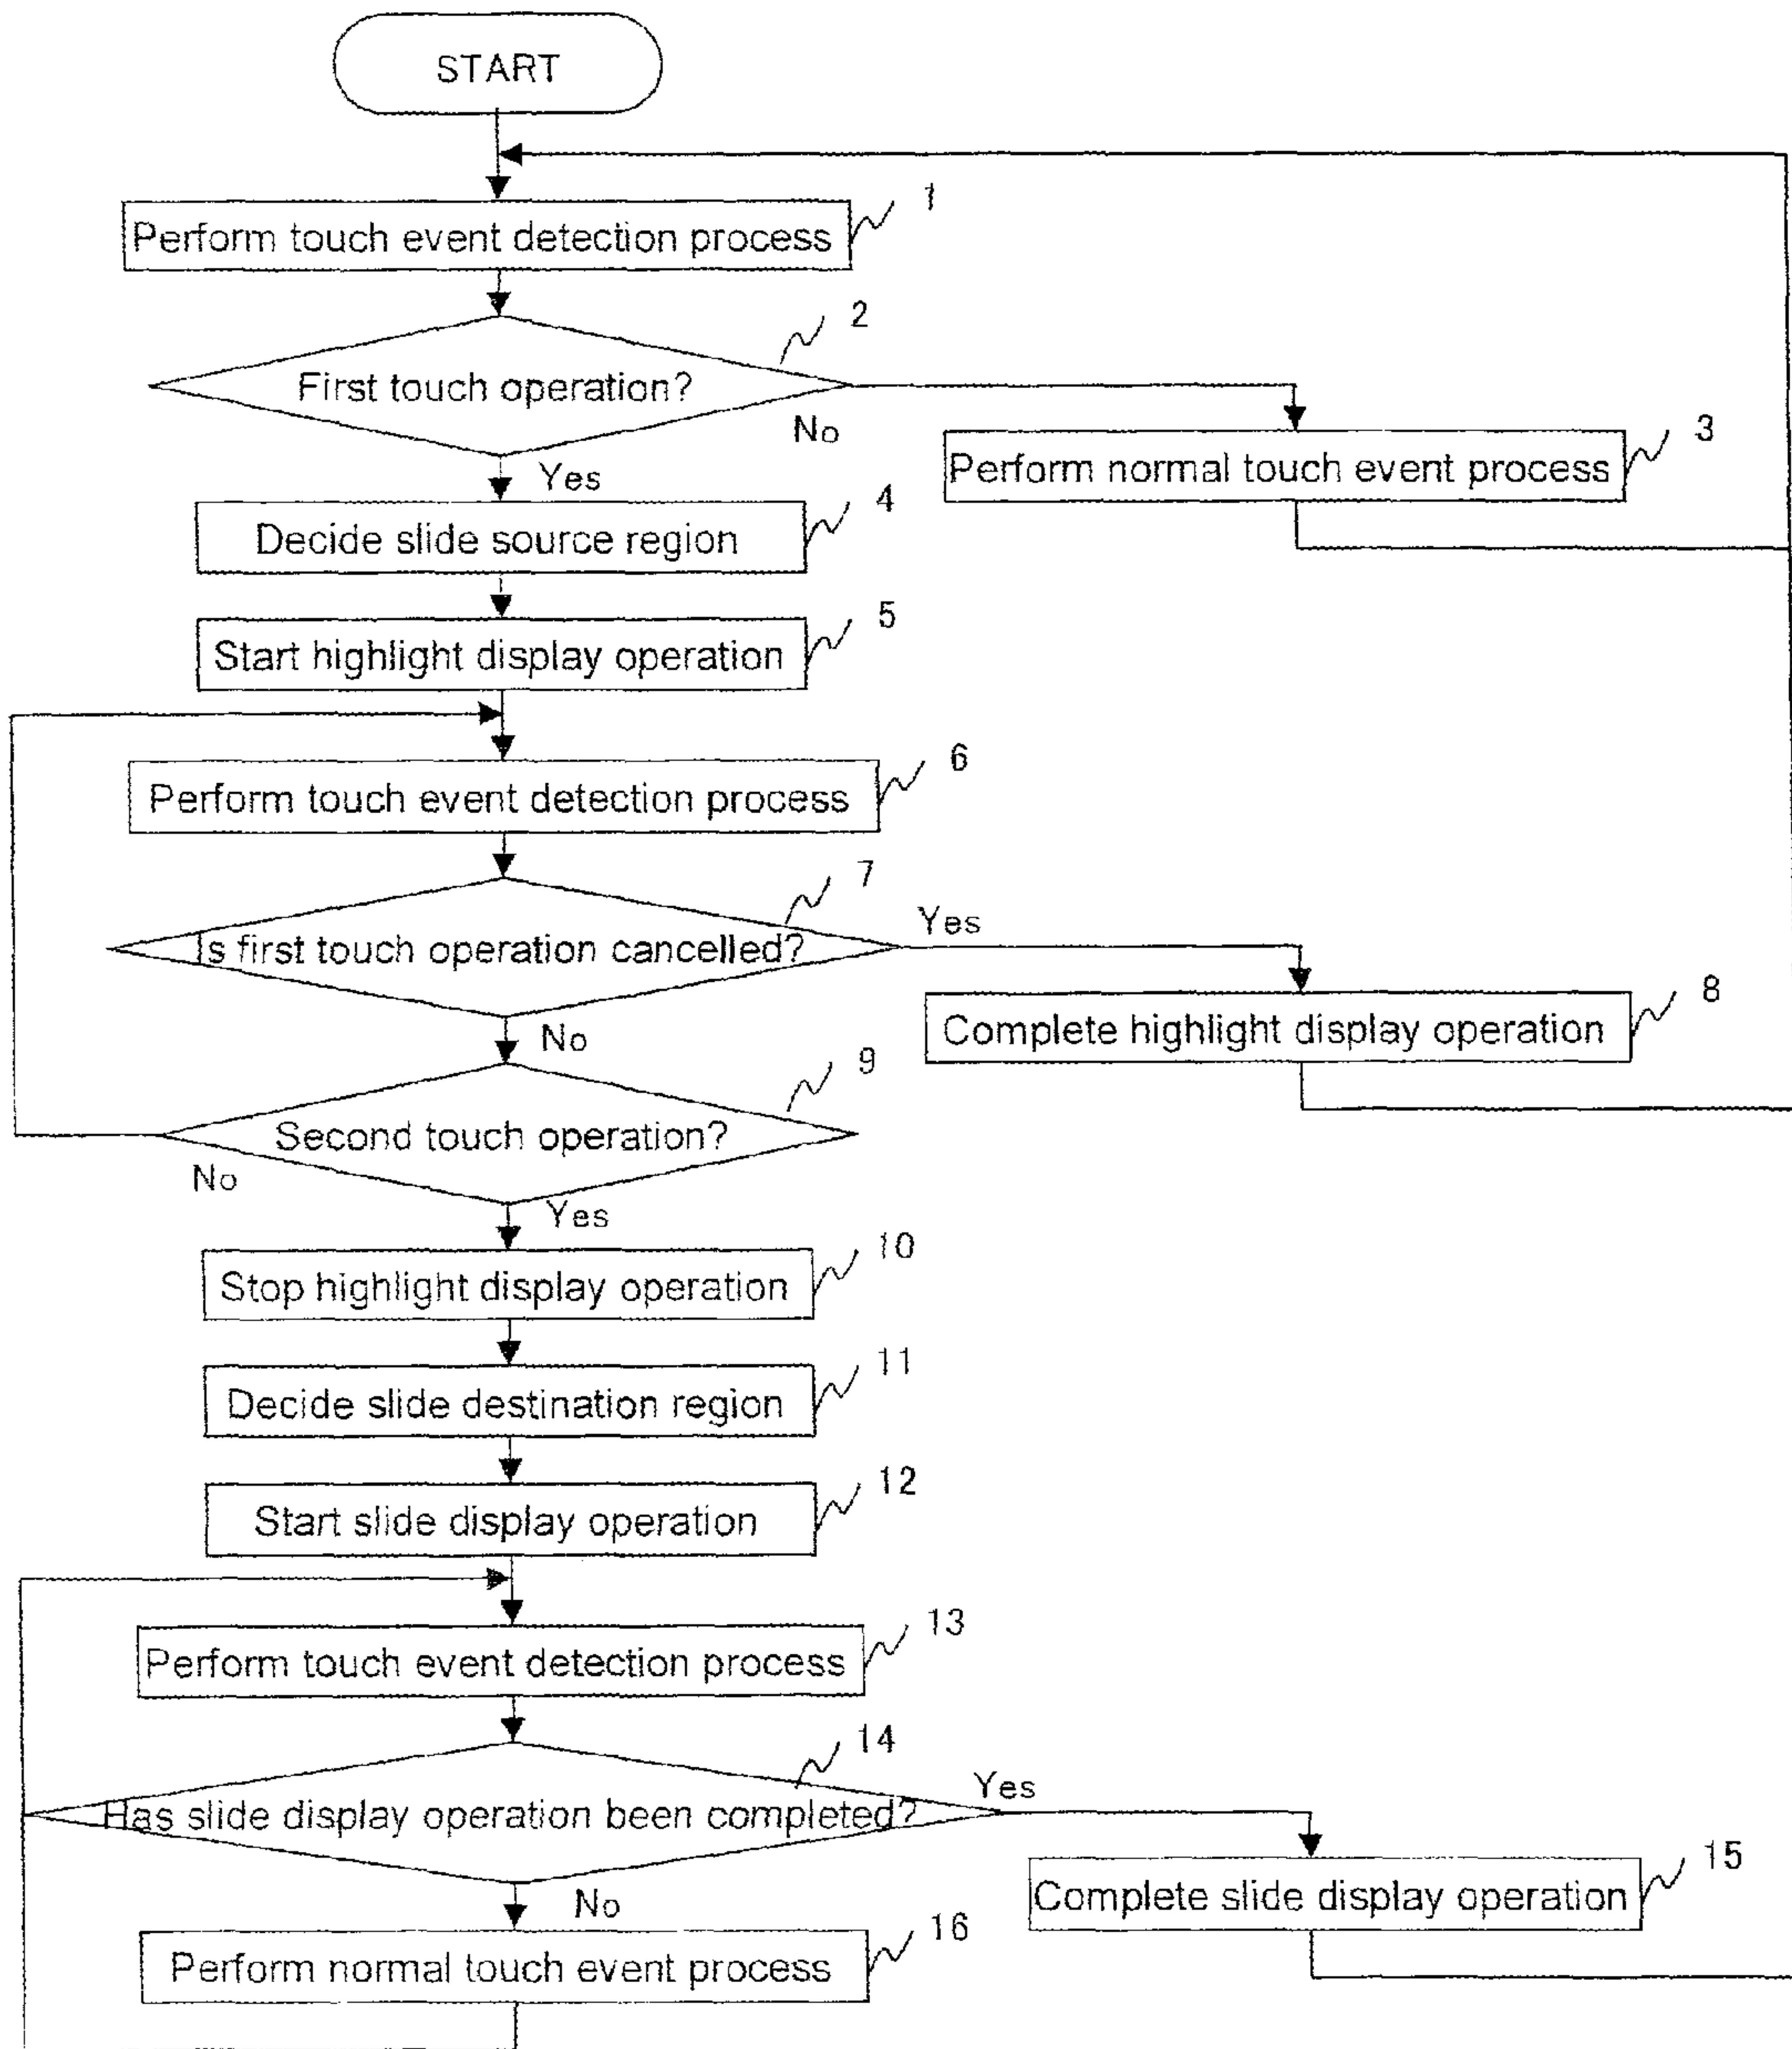 START
1
Perform touch event detection process
2
First touch operation?
No
3
Perform normal touch event process
Yes
4
Decide slide source region
5
Start highlight display operation
6
Perform touch event detection process
7
Is first touch operation cancelled?
Yes
8
Complete highlight display operation
No
9
Second touch operation?
No
Yes
10
Stop highlight display operation
11
Decide slide destination region
12
Start slide display operation
13
Perform touch event detection process
14
Has slide display operation been completed?
Yes
15
Complete slide display operation
No
16
Perform normal touch event process